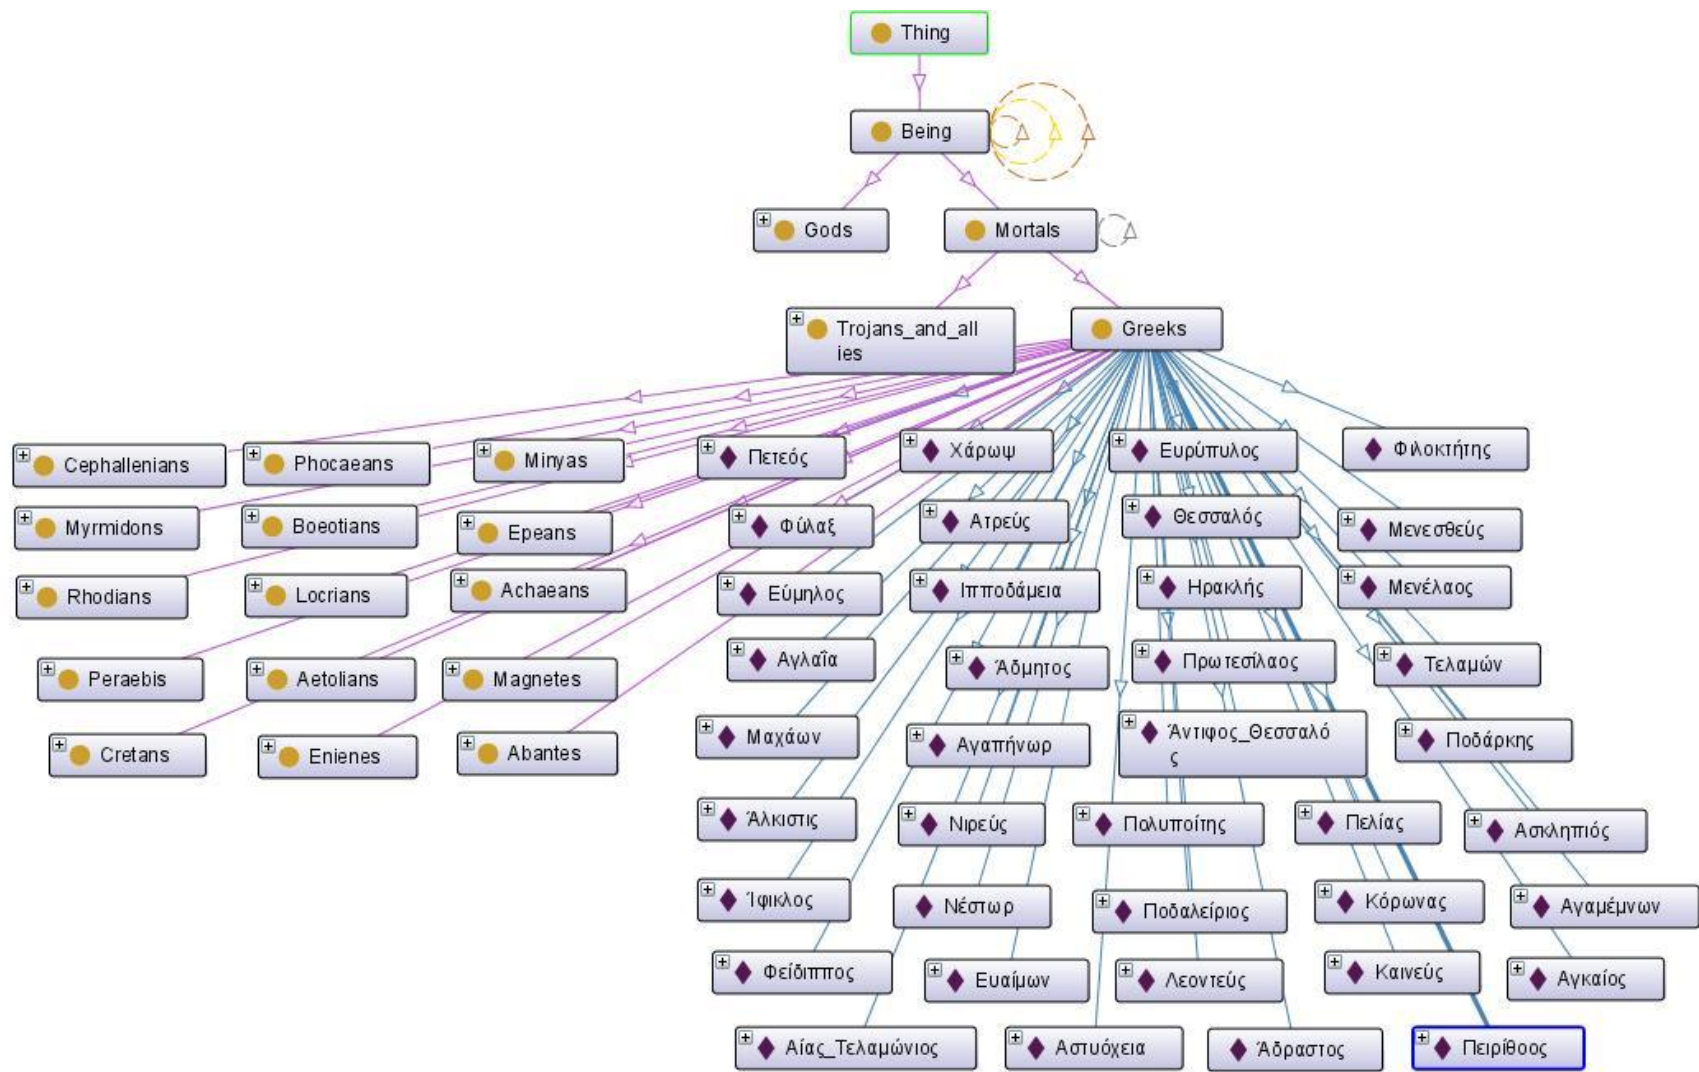 Thing
Being
Gods
Mortals
Trojans_and_all
ies
Greeks
Cephallenians
Phocaeans
Minyas
Πετεός
Χάρωψ
Ευρύπυλος
Φιλοκτήτης
Myrmidons
Boeotians
Epeans
Φύλαξ
Ατρεύς
Θεσσαλός
Μενεσθεύς
Rhodians
Locrians
Achaeans
Εύμηλος
Ιπποδάμεια
Ηρακλής
Μενέλαος
Peraebis
Aetolians
Magnetes
Αγλαΐα
Άδμητος
Πρωτεσίλαος
Τελαμών
Cretans
Enienes
Abantes
Μαχάων
Αγαπήνωρ
Άντιφος_Θεσσαλό
ς
Ποδάρκης
Άλκιστις
Νιρεύς
Πολυποίτης
Πελίας
Ασκληπιός
Ίφικλος
Νέστωρ
Ποδαλείριος
Κόρωνας
Αγαμέμνων
Φείδιππος
Ευαίμων
Λεοντεύς
Καινεύς
Αγκαίος
Αίας_Τελαμώνιος
Αστυόχεια
Άδραστος
Πειρίθοος